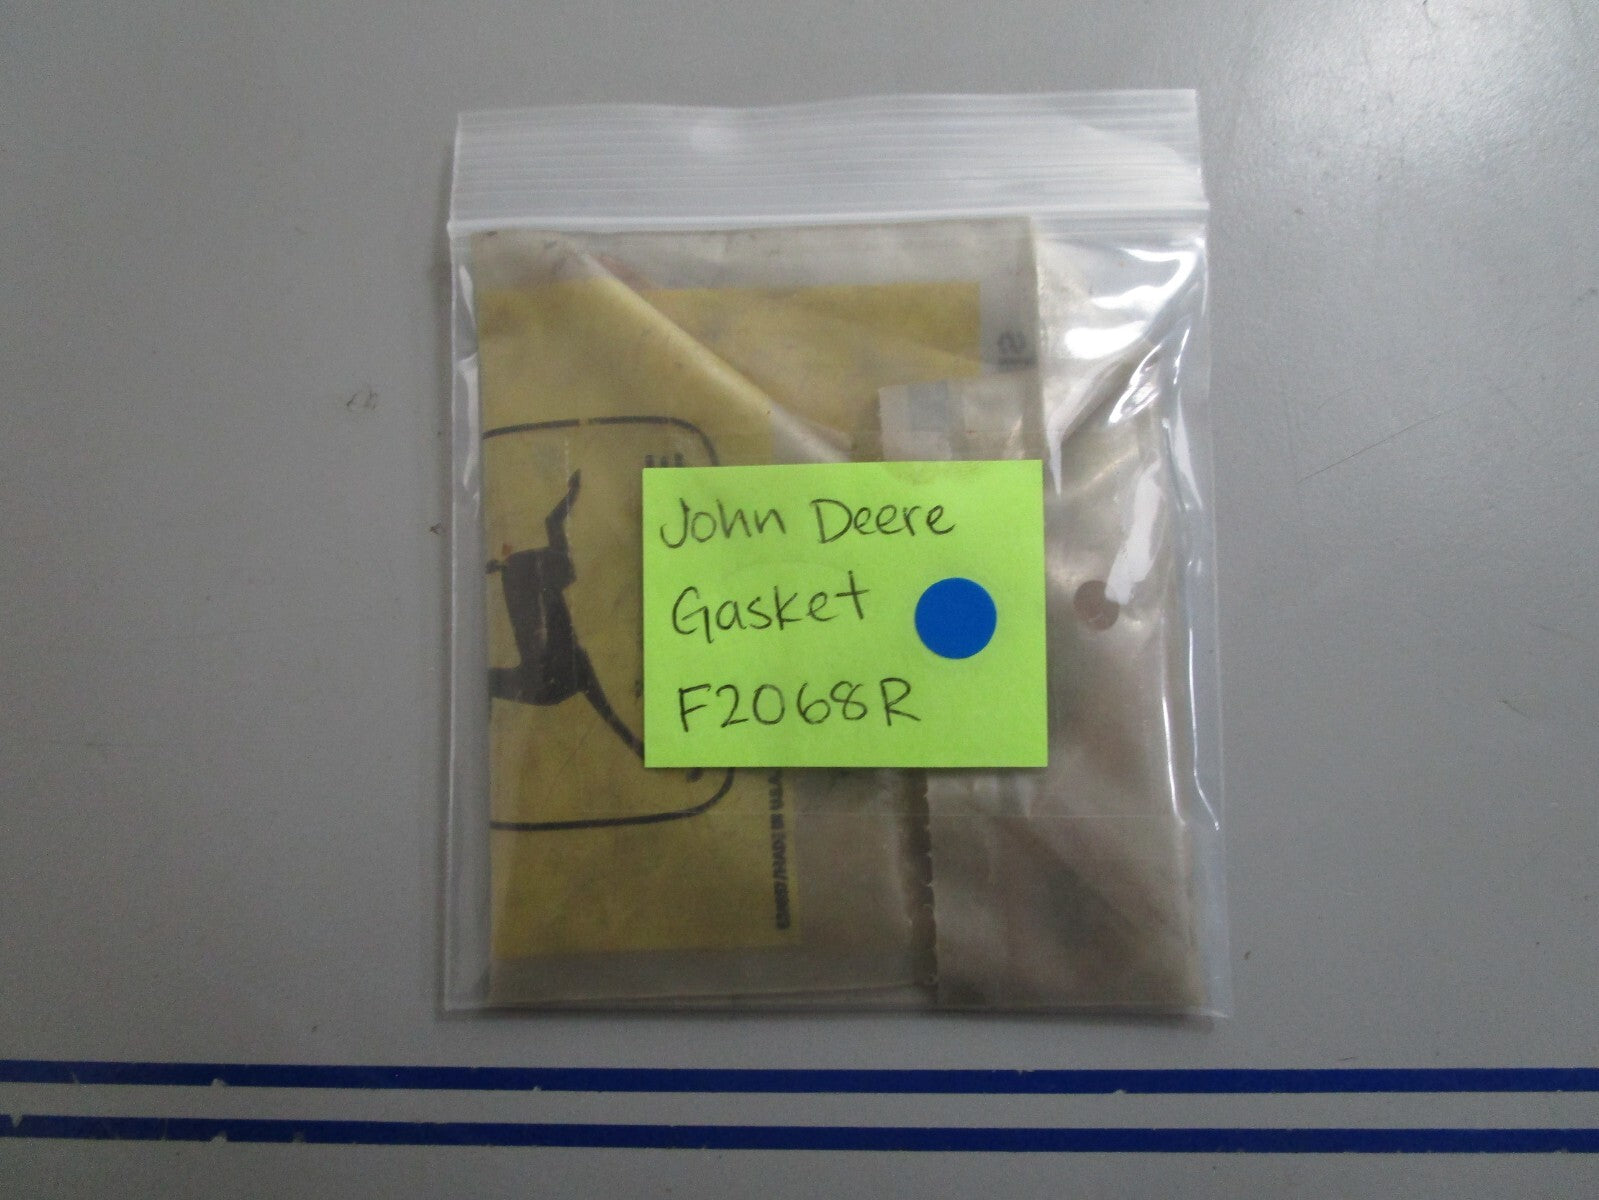 John Deere
Gasket
F2068R